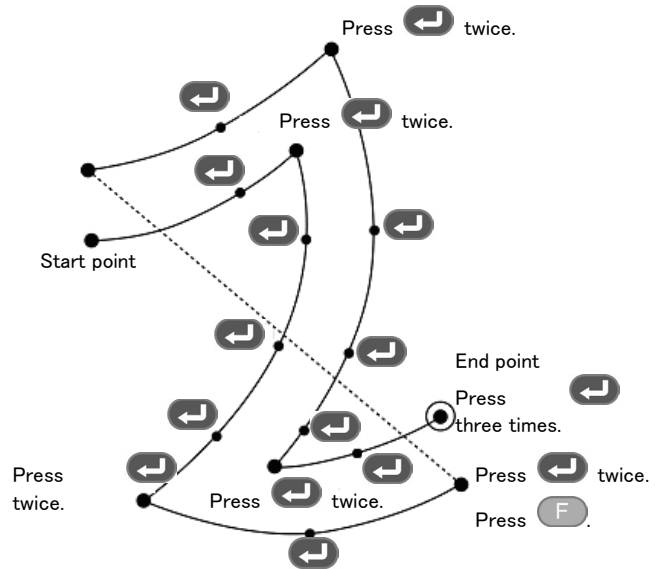 Press twice.
Press twice.
Start point
End point
Press
three times.
Press
twice.
Press twice.
Press twice.
Press F.